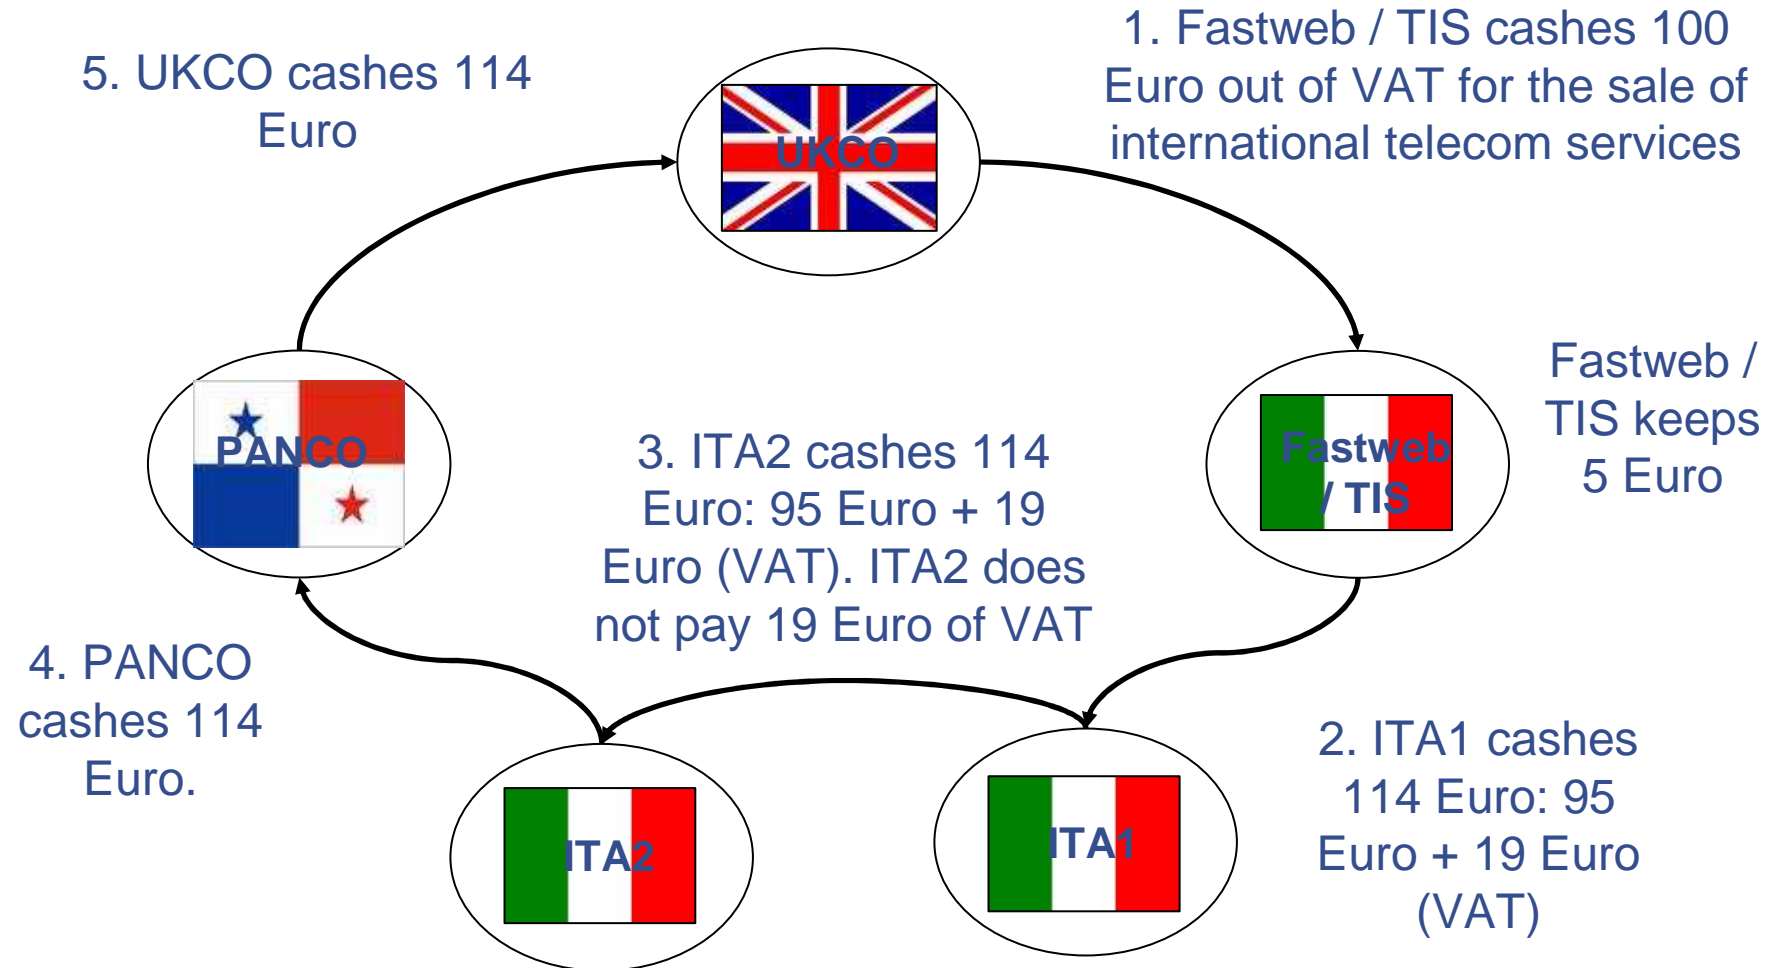 1. Fastweb / TIS cashes 100
Euro out of VAT for the sale of
international telecom services
5. UKCO cashes 114
Euro
UKCO
Fastweb /
TIS keeps
5 Euro
Fastweb
/ TIS
PANCO
3. ITA2 cashes 114
Euro: 95 Euro + 19
Euro (VAT). ITA2 does
not pay 19 Euro of VAT
4. PANCO
cashes 114
Euro.
2. ITA1 cashes
114 Euro: 95
Euro + 19 Euro
(VAT)
ITA2
ITA1